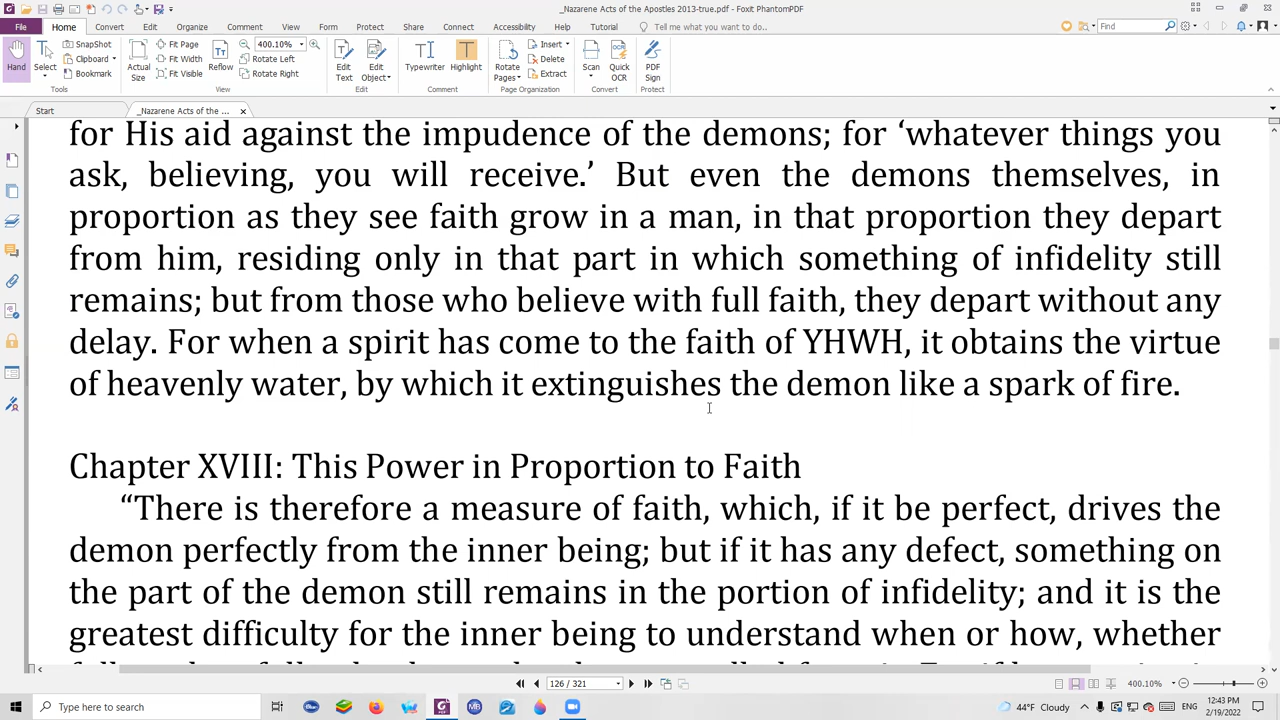 _Nazarene Acts of the Apostles 2013-true.pdf - Foxit PhantomPDF
File Home Convert Edit Organize Comment View Form Protect Share Connect Accessibility Help Tutorial Tell me what you want to do... Find
Hand
Select
SnapShot
Clipboard
Bookmark
Tools
Actual Size
Fit Page
Fit Width
Fit Visible
Reflow
400.10%
Rotate Left
Rotate Right
View
Edit Text
Edit Object
Edit
Typewriter
Highlight
Comment
Rotate Pages
Insert
Delete
Extract
Page Organization
Scan
Quick OCR
Convert
PDF Sign
Protect
Start _Nazarene Acts of the ...
for His aid against the impudence of the demons; for ‘whatever things you
ask, believing, you will receive.’ But even the demons themselves, in
proportion as they see faith grow in a man, in that proportion they depart
from him, residing only in that part in which something of infidelity still
remains; but from those who believe with full faith, they depart without any
delay. For when a spirit has come to the faith of YHWH, it obtains the virtue
of heavenly water, by which it extinguishes the demon like a spark of fire.
Chapter XVIII: This Power in Proportion to Faith
“There is therefore a measure of faith, which, if it be perfect, drives the
demon perfectly from the inner being; but if it has any defect, something on
the part of the demon still remains in the portion of infidelity; and it is the
greatest difficulty for the inner being to understand when or how, whether
126 / 321 400.10%
Type here to search
44°F Cloudy
12:43 PM
2/19/2022